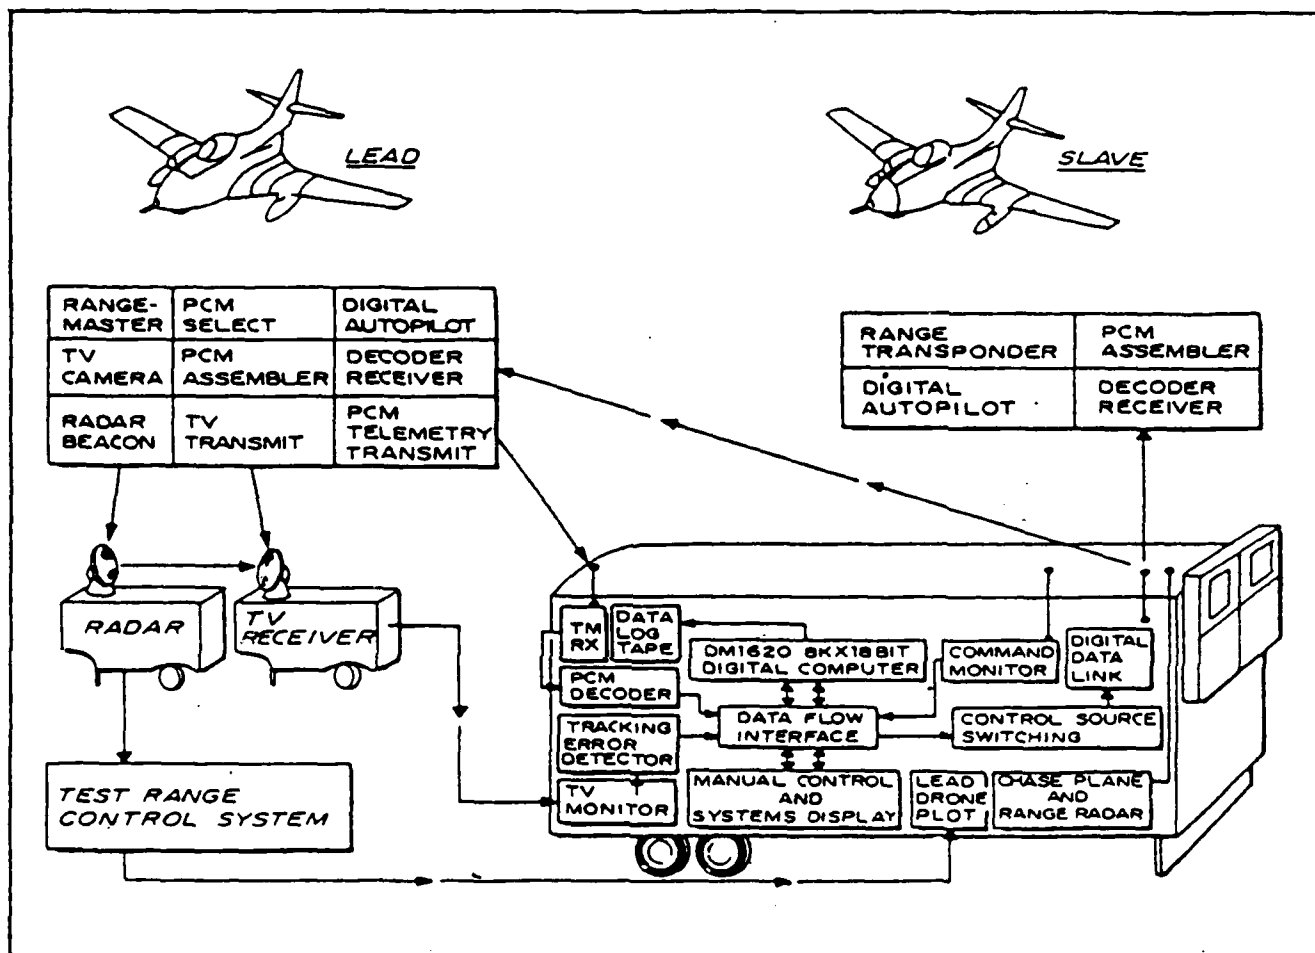 LEAD
SLAVE
RANGE-
MASTER
PCM
SELECT
DIGITAL
AUTOPILOT
TV
CAMERA
PCM
ASSEMBLER
DECODER
RECEIVER
RADAR
BEACON
TV
TRANSMIT
PCM
TELEMETRY
TRANSMIT
RANGE
TRANSPONDER
PCM
ASSEMBLER
DIGITAL
AUTOPILOT
DECODER
RECEIVER
RADAR
TV
RECEIVER
TEST RANGE
CONTROL SYSTEM
TM
RX
DATA
LOG
TAPE
DM1620 8KX18BIT
DIGITAL COMPUTER
COMMAND
MONITOR
DIGITAL
DATA
LINK
PCM
DECODER
DATA FLOW
INTERFACE
CONTROL SOURCE
SWITCHING
TRACKING
ERROR
DETECTOR
TV
MONITOR
MANUAL CONTROL
AND
SYSTEMS DISPLAY
LEAD
DRONE
PLOT
CHASE PLANE
AND
RANGE RADAR